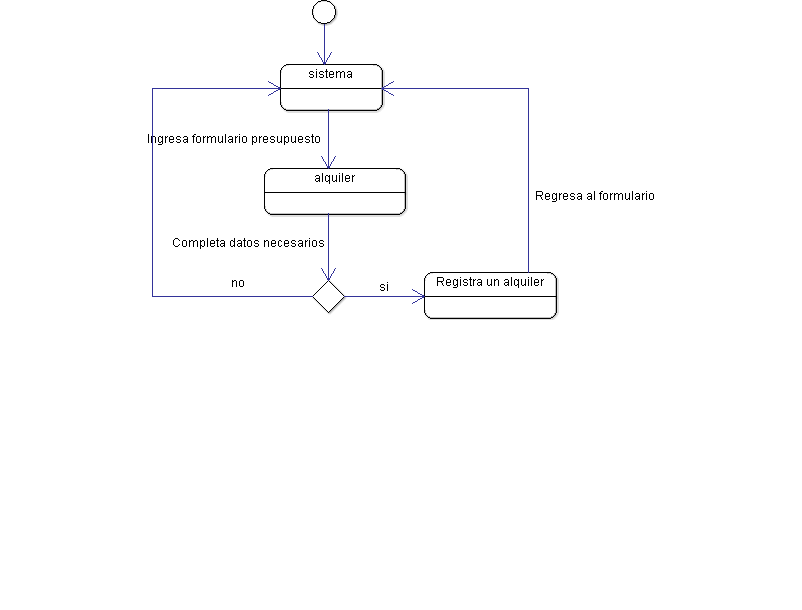 sistema
Ingresa formulario presupuesto
alquiler
Regresa al formulario
Completa datos necesarios
no
si
Registra un alquiler